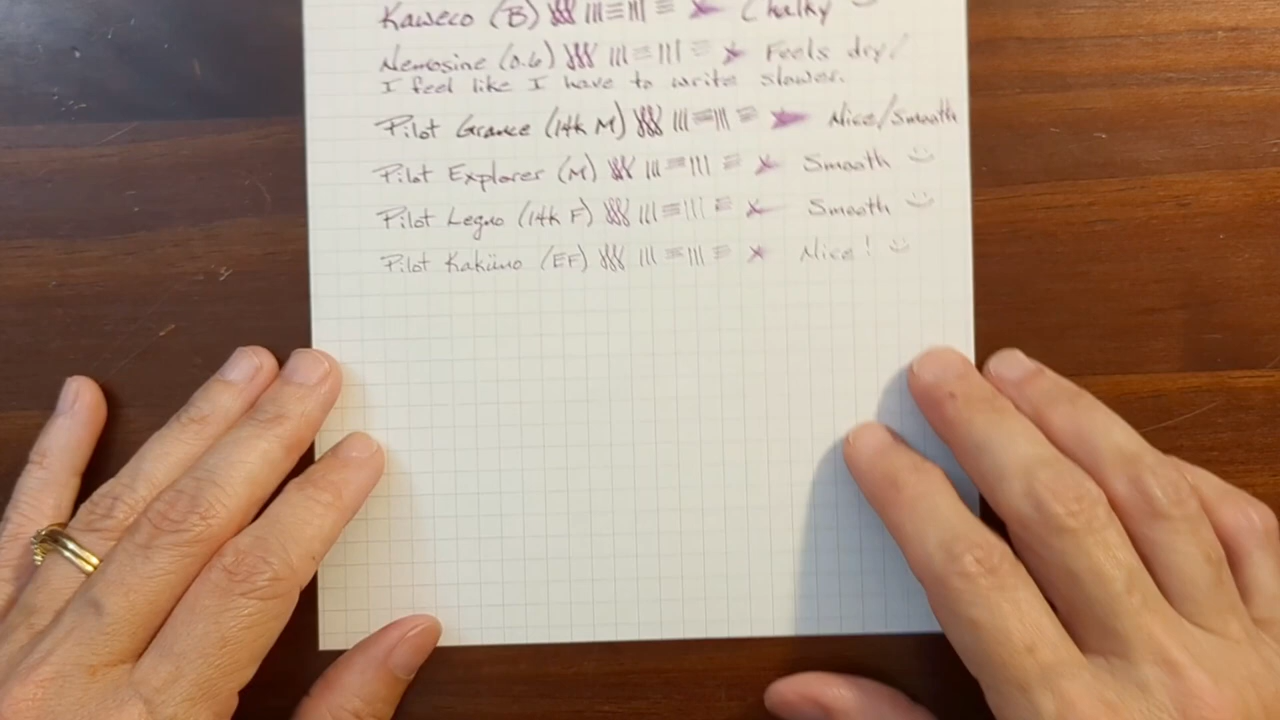 Kaweco (B) Chalky
Nemosine (0.6) Feels dry/
I feel like I have to write slower.
Pilot Grance (14k M) Nice/Smooth
Pilot Explorer (M) Smooth
Pilot Legno (14k F) Smooth
Pilot Kaküno (EF) Nice!